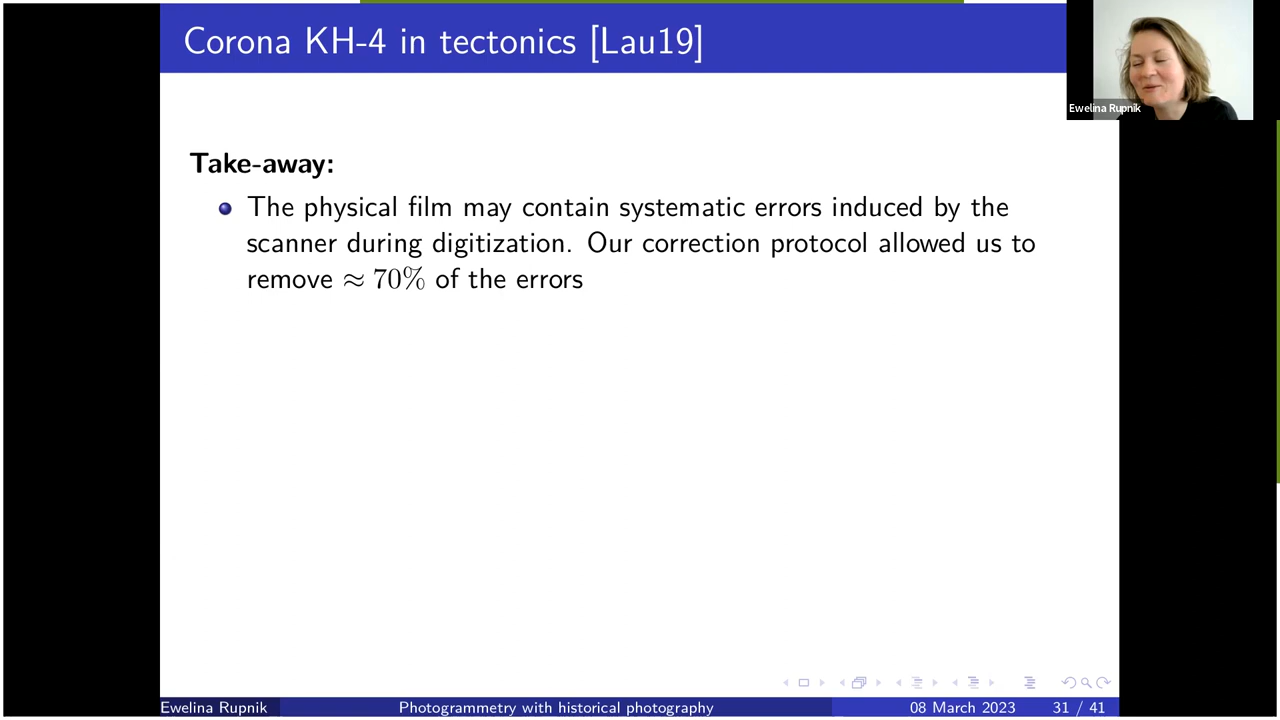 Corona KH-4 in tectonics [Lau19]
Ewelina Rupnik
Take-away:
The physical film may contain systematic errors induced by the
scanner during digitization. Our correction protocol allowed us to
remove ≈ 70% of the errors
Ewelina Rupnik Photogrammetry with historical photography 08 March 2023 31 / 41